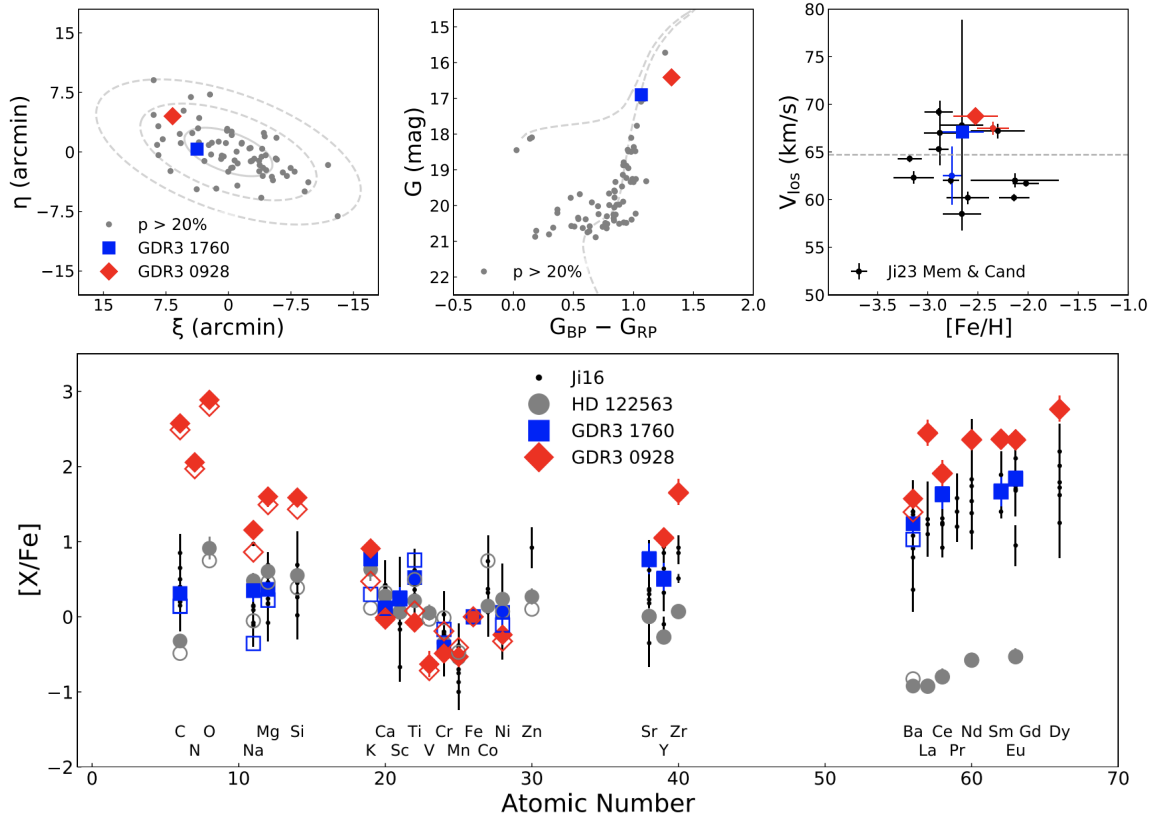 15
7.5
0
−7.5
−15
η (arcmin)
p > 20%
GDR3 1760
GDR3 0928
15 7.5 0 −7.5 −15
ξ (arcmin)
15
16
17
18
19
20
21
22
G (mag)
p > 20%
−0.5 0.0 0.5 1.0 1.5 2.0
G_BP − G_RP
80
75
70
65
60
55
50
V_los (km/s)
Ji23 Mem & Cand
−3.5 −3.0 −2.5 −2.0 −1.5 −1.0
[Fe/H]
3
2
1
0
−1
−2
[X/Fe]
Ji16
HD 122563
GDR3 1760
GDR3 0928
C O Mg Si Ca Ti Cr Fe Ni Zn Sr Zr Ba Ce Nd Sm Gd Dy
N Na K Sc V Mn Co Y La Pr Eu
0 10 20 30 40 50 60 70
Atomic Number